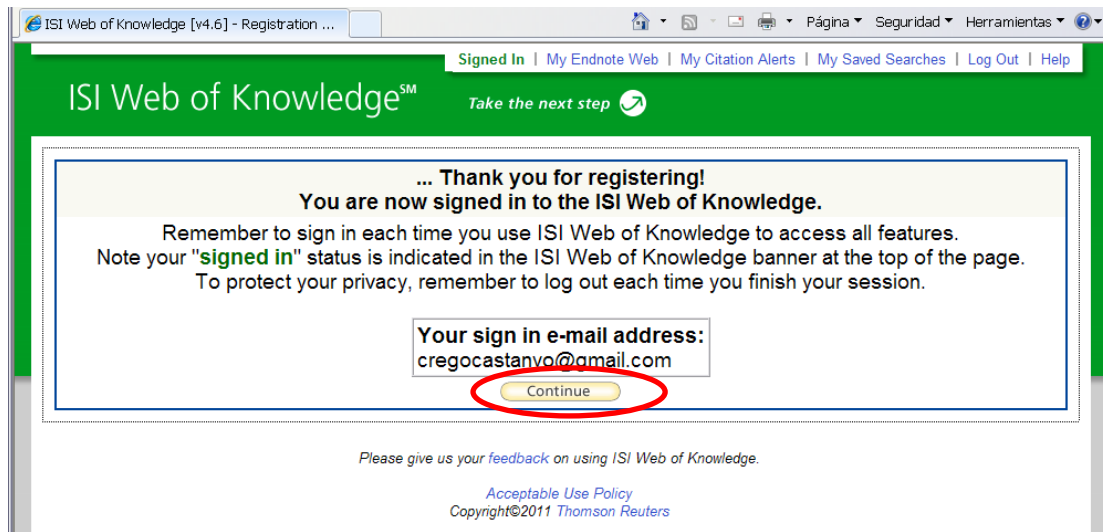 ISI Web of Knowledge [v4.6] - Registration ...
Página Seguridad Herramientas
Signed In | My Endnote Web | My Citation Alerts | My Saved Searches | Log Out | Help
ISI Web of Knowledge℠ Take the next step
... Thank you for registering!
You are now signed in to the ISI Web of Knowledge.
Remember to sign in each time you use ISI Web of Knowledge to access all features.
Note your "signed in" status is indicated in the ISI Web of Knowledge banner at the top of the page.
To protect your privacy, remember to log out each time you finish your session.
Your sign in e-mail address:
cregocastanyo@gmail.com
Continue
Please give us your feedback on using ISI Web of Knowledge.
Acceptable Use Policy
Copyright©2011 Thomson Reuters